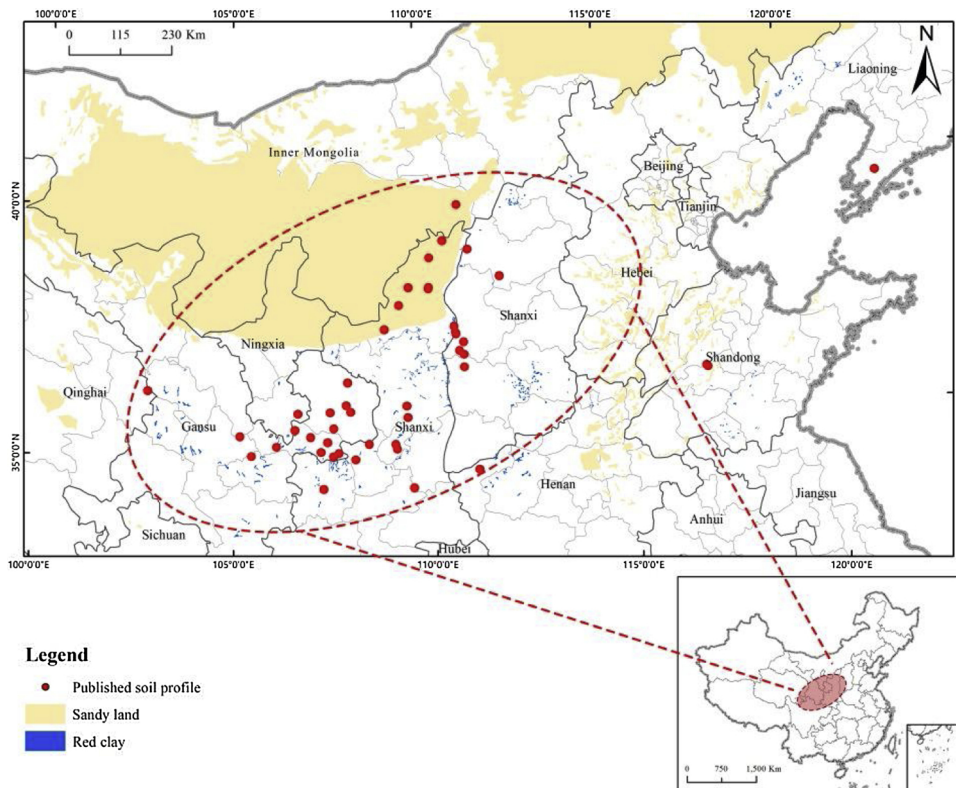 100°0'0"E 105°0'0"E 110°0'0"E 115°0'0"E 120°0'0"E
0 115 230 Km
N
Liaoning
Inner Mongolia
Beijing
40°0'0"N
Tianjin
Hebei
Shanxi
Ningxia
Shandong
Qinghai
Gansu
Shanxi
35°0'0"N
Henan
Jiangsu
Anhui
Sichuan
Hubei
100°0'0"E 105°0'0"E 110°0'0"E 115°0'0"E 120°0'0"E
Legend
Published soil profile
Sandy land
Red clay
0 750 1,500 Km